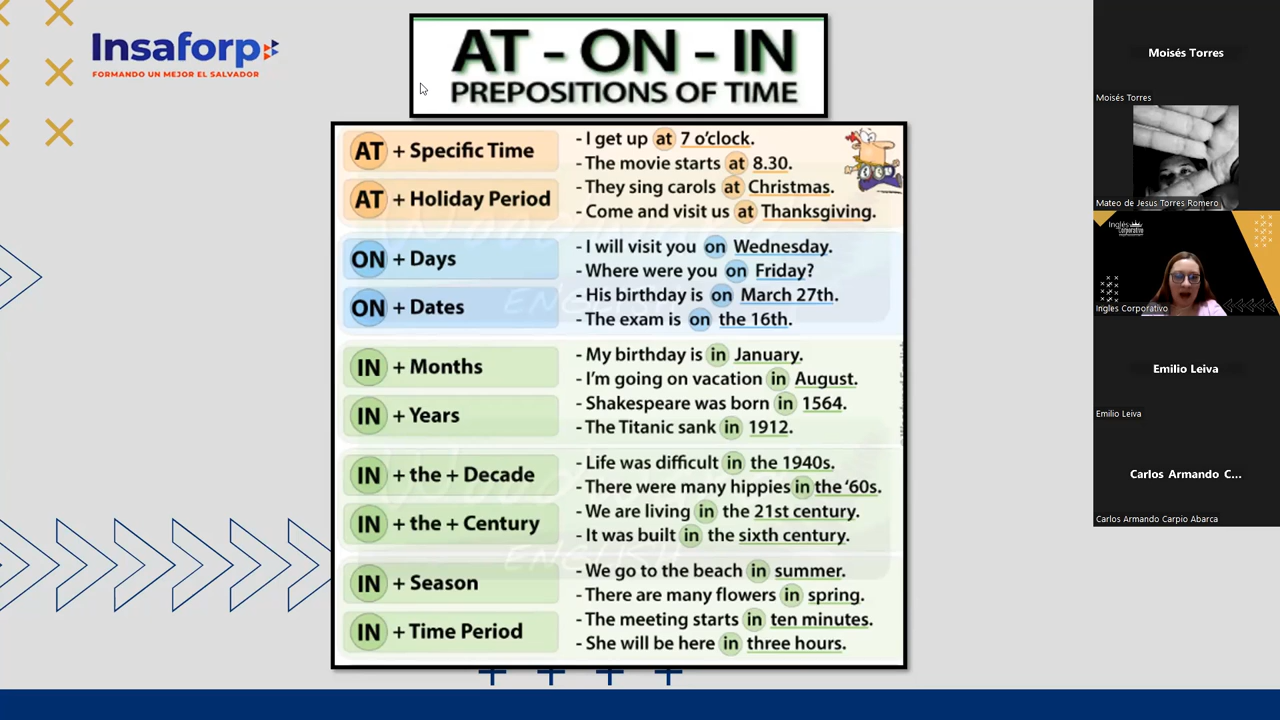 Insaforp
FORMANDO UN MEJOR EL SALVADOR
AT - ON - IN
PREPOSITIONS OF TIME
AT + Specific Time
AT + Holiday Period
- I get up at 7 o'clock.
- The movie starts at 8.30.
- They sing carols at Christmas.
- Come and visit us at Thanksgiving.
ON + Days
ON + Dates
- I will visit you on Wednesday.
- Where were you on Friday?
- His birthday is on March 27th.
- The exam is on the 16th.
IN + Months
IN + Years
- My birthday is in January.
- I'm going on vacation in August.
- Shakespeare was born in 1564.
- The Titanic sank in 1912.
IN + the + Decade
IN + the + Century
- Life was difficult in the 1940s.
- There were many hippies in the '60s.
- We are living in the 21st century.
- It was built in the sixth century.
IN + Season
IN + Time Period
- We go to the beach in summer.
- There are many flowers in spring.
- The meeting starts in ten minutes.
- She will be here in three hours.
ENGLISH
ENGLISH
Moisés Torres
Moisés Torres
Mateo de Jesus Torres Romero
Inglés
Corporativo
Ingles Corporativo
Emilio Leiva
Emilio Leiva
Carlos Armando C...
Carlos Armando Carpio Abarca